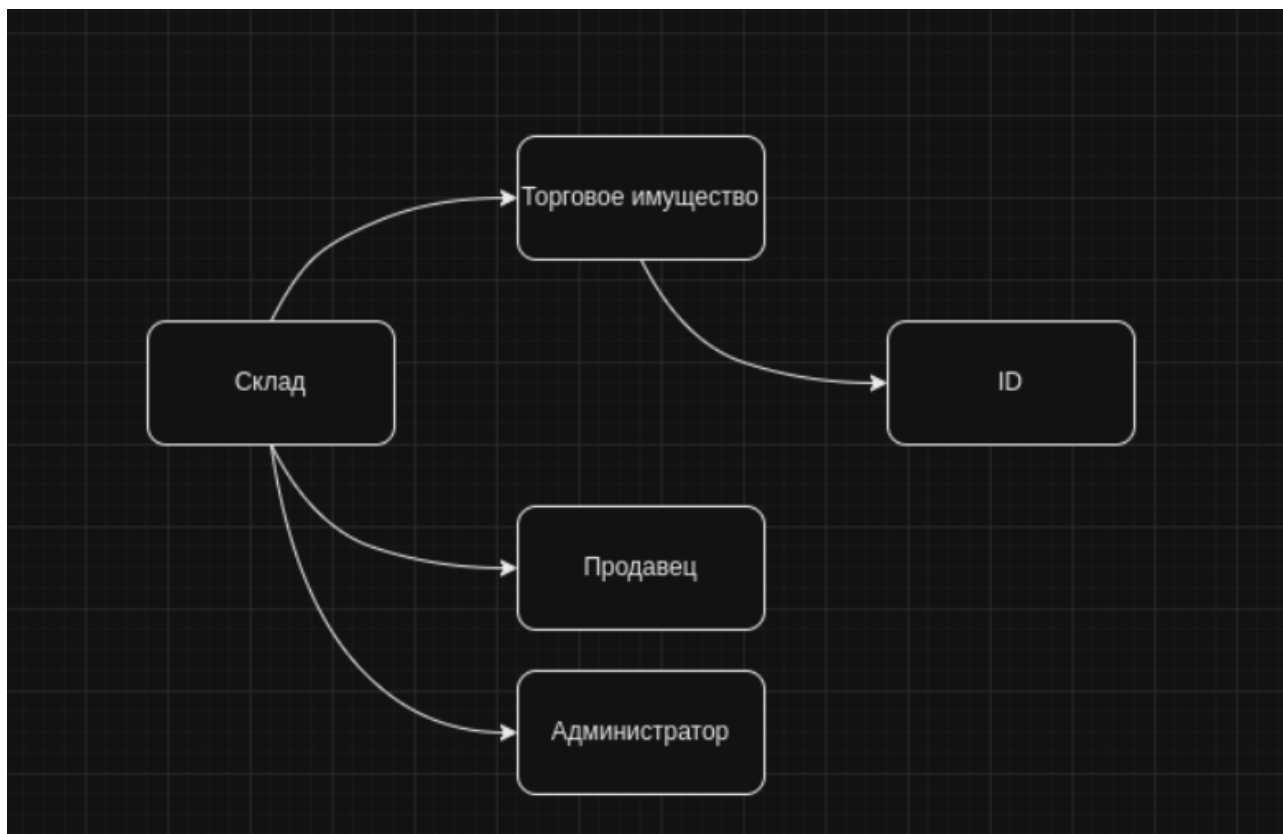 Торговое имущество
Склад
ID
Продавец
Администратор